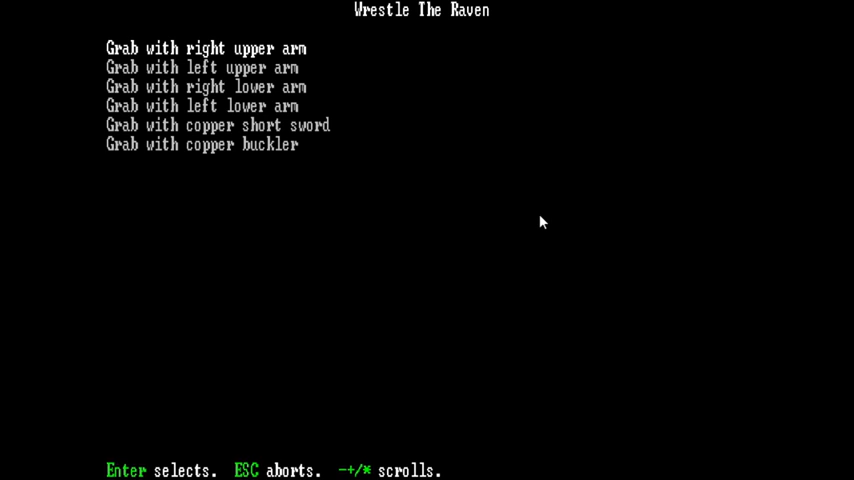 Wrestle The Raven
Grab with right upper arm
Grab with left upper arm
Grab with right lower arm
Grab with left lower arm
Grab with copper short sword
Grab with copper buckler
Enter selects. ESC aborts. -+/* scrolls.